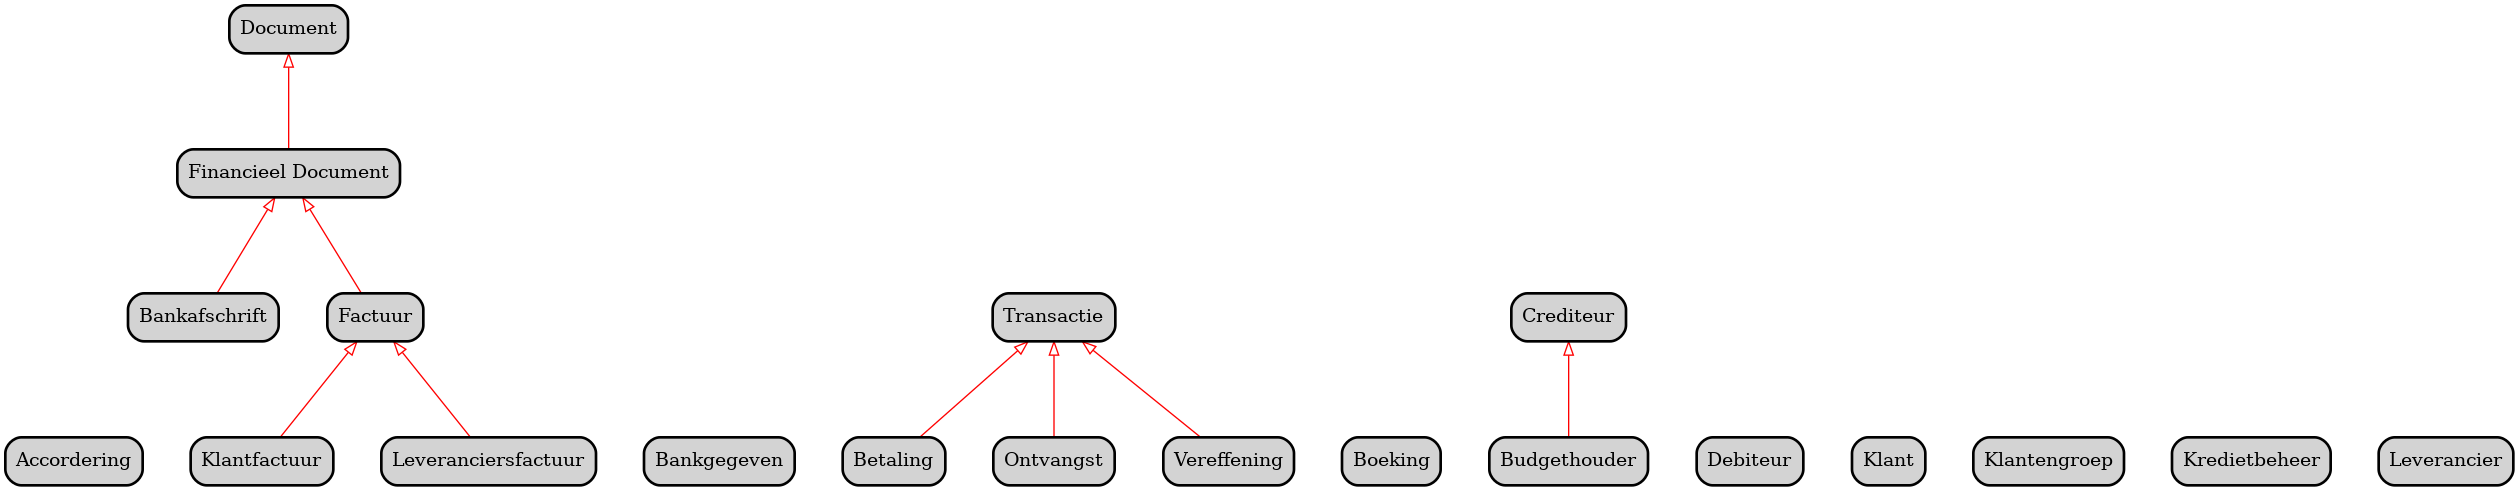 Document
Financieel Document
Bankafschrift
Factuur
Transactie
Crediteur
Accordering
Klantfactuur
Leveranciersfactuur
Bankgegeven
Betaling
Ontvangst
Vereffening
Boeking
Budgethouder
Debiteur
Klant
Klantengroep
Kredietbeheer
Leverancier